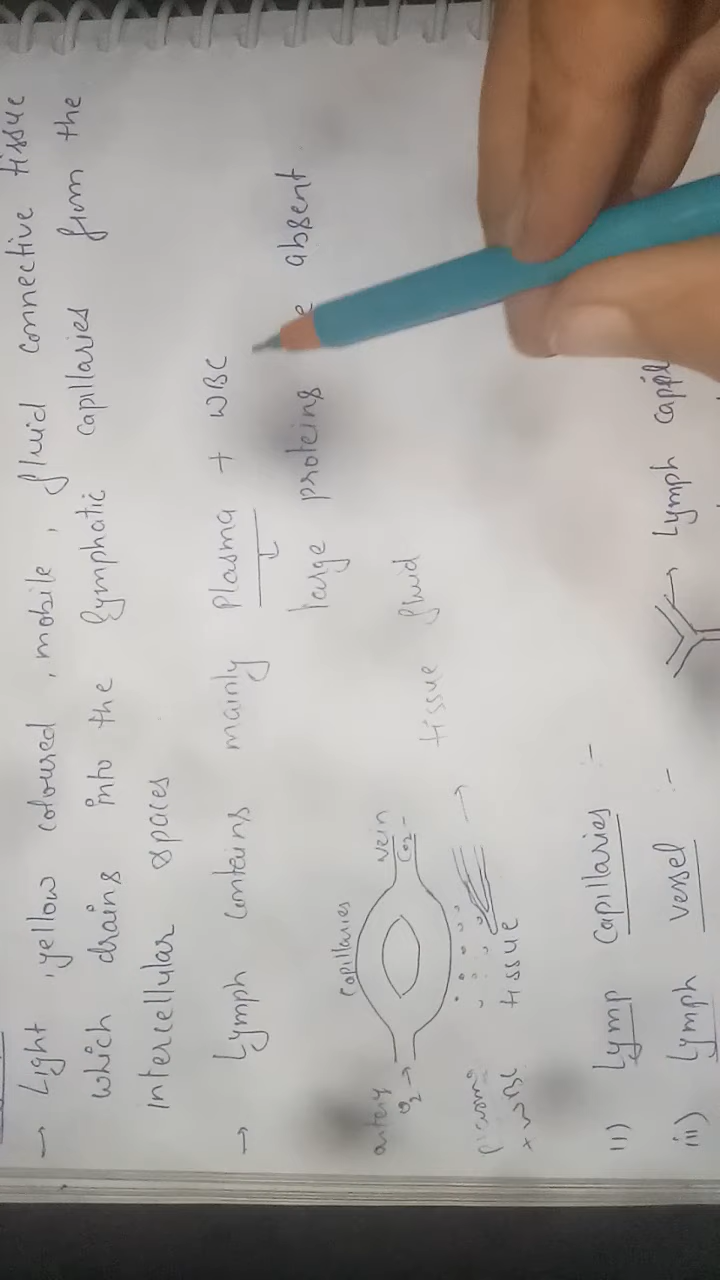 → Light, yellow coloured, mobile, fluid connective tissue
which drains into the lymphatic capillaries from the
intercellular spaces
→ Lymph contains mainly Plasma + WBC
large proteins absent
Capillaries
artery
O2 →
vein
CO2
tissue fluid
plasma
+ WBC
tissue →
ii) Lymp Capillaries :-
iii) Lymph vessel :-
→ Lymph